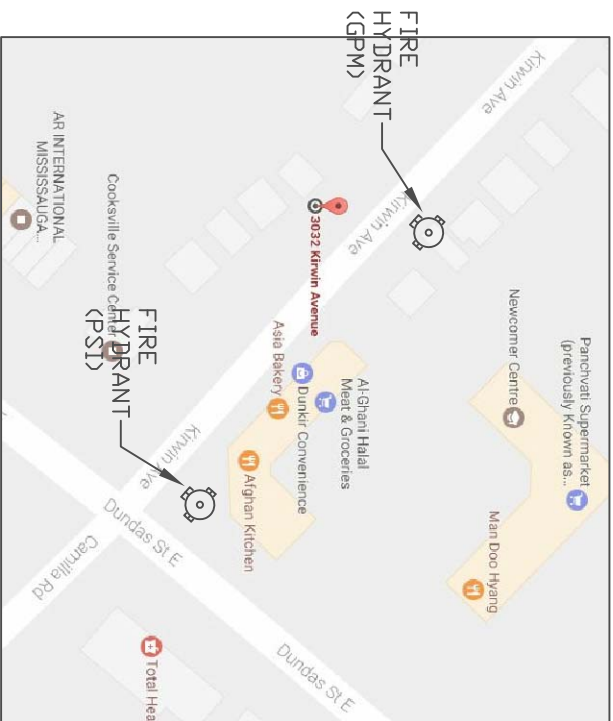 FIRE
HYDRANT
(GPM)
Kirwin Ave
Kirwin Ave
3032 Kirwin Avenue
AR INTERNATIONAL
MISSISSAUGA...
Cooksville Service Center
FIRE
HYDRANT
(PSI)
Panchvati Supermarket
(previously Known as...
Newcomer Centre
Man Doo Hyang
Al-Ghani Halal
Meat & Groceries
Dunkir Convenience
Asia Bakery
Afghan Kitchen
Kirwin Ave
Dundas St E
Camilla Rd
Dundas St E
Total Hea